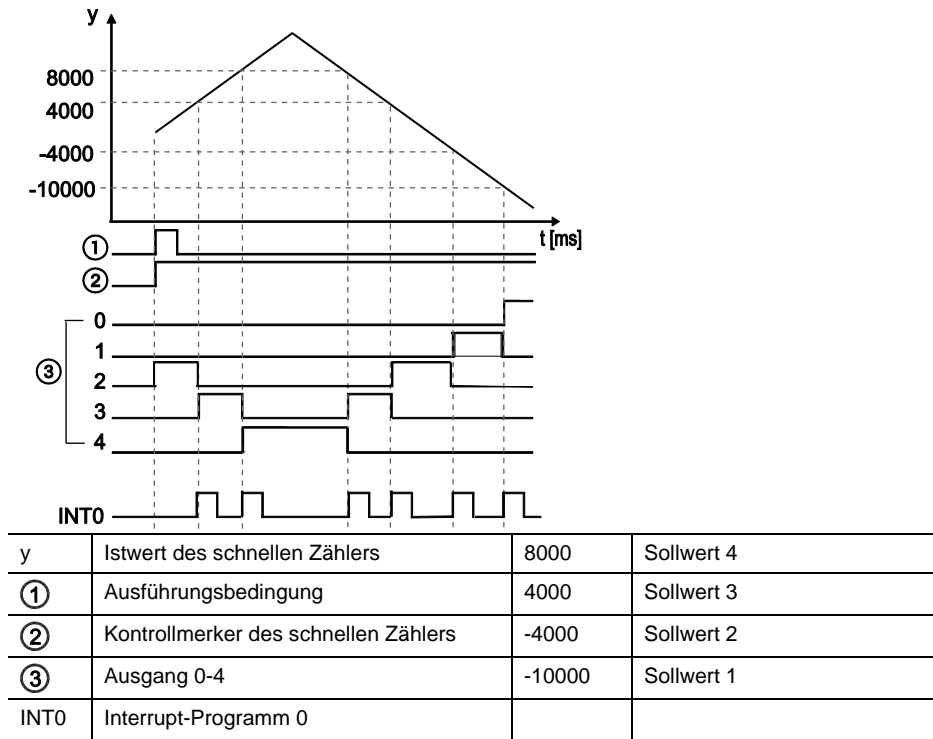 y
8000
4000
-4000
-10000
t [ms]
①
②
0
1
③
2
3
4
INT0
y Istwert des schnellen Zählers 8000 Sollwert 4
① Ausführungsbedingung 4000 Sollwert 3
② Kontrollmerker des schnellen Zählers -4000 Sollwert 2
③ Ausgang 0-4 -10000 Sollwert 1
INT0 Interrupt-Programm 0